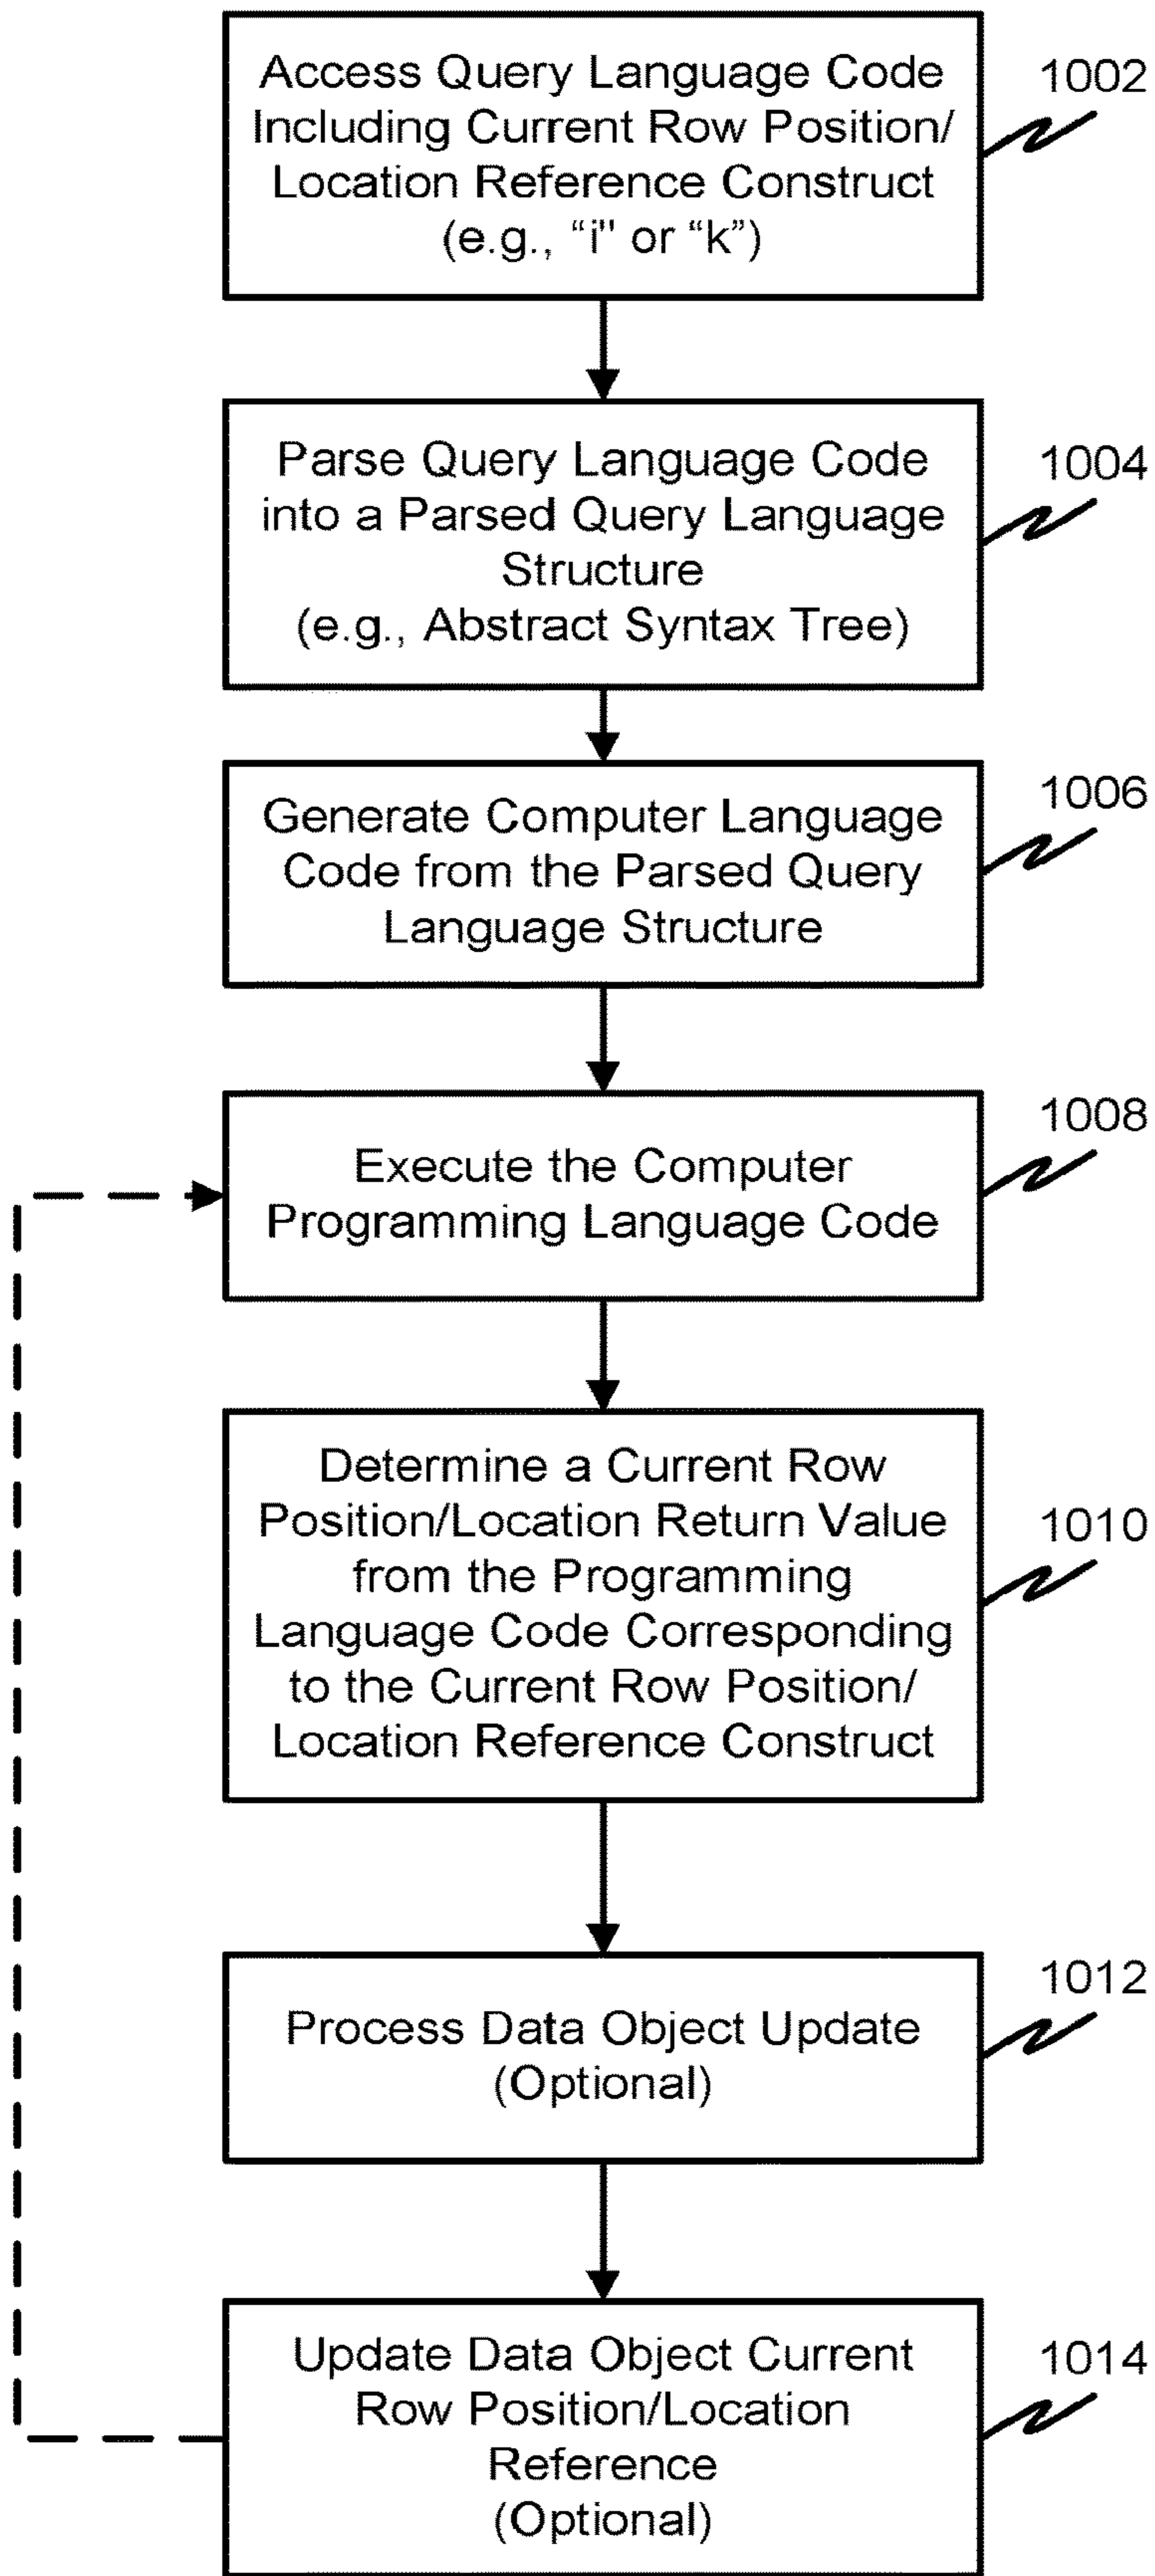 Access Query Language Code
Including Current Row Position/
Location Reference Construct
(e.g., “i" or “k”)
1002
Parse Query Language Code
into a Parsed Query Language
Structure
(e.g., Abstract Syntax Tree)
1004
Generate Computer Language
Code from the Parsed Query
Language Structure
1006
Execute the Computer
Programming Language Code
1008
Determine a Current Row
Position/Location Return Value
from the Programming
Language Code Corresponding
to the Current Row Position/
Location Reference Construct
1010
Process Data Object Update
(Optional)
1012
Update Data Object Current
Row Position/Location
Reference
(Optional)
1014